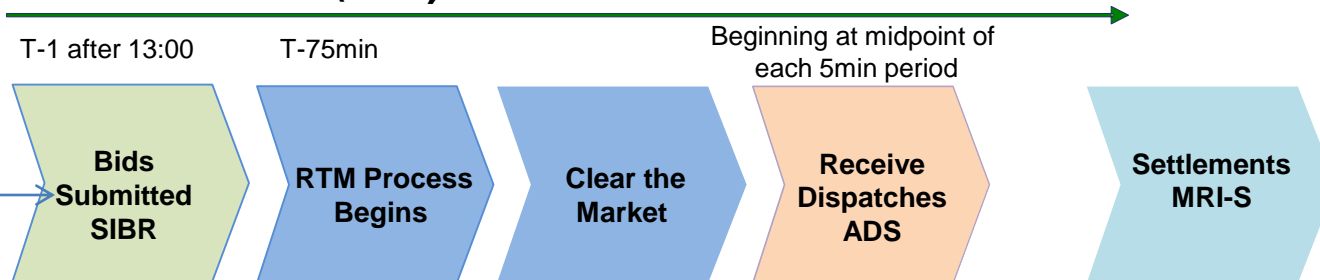 T-1 after 13:00
T-75min
Beginning at midpoint of
each 5min period
Bids
Submitted
SIBR
RTM Process
Begins
Clear the
Market
Receive
Dispatches
ADS
Settlements
MRI-S